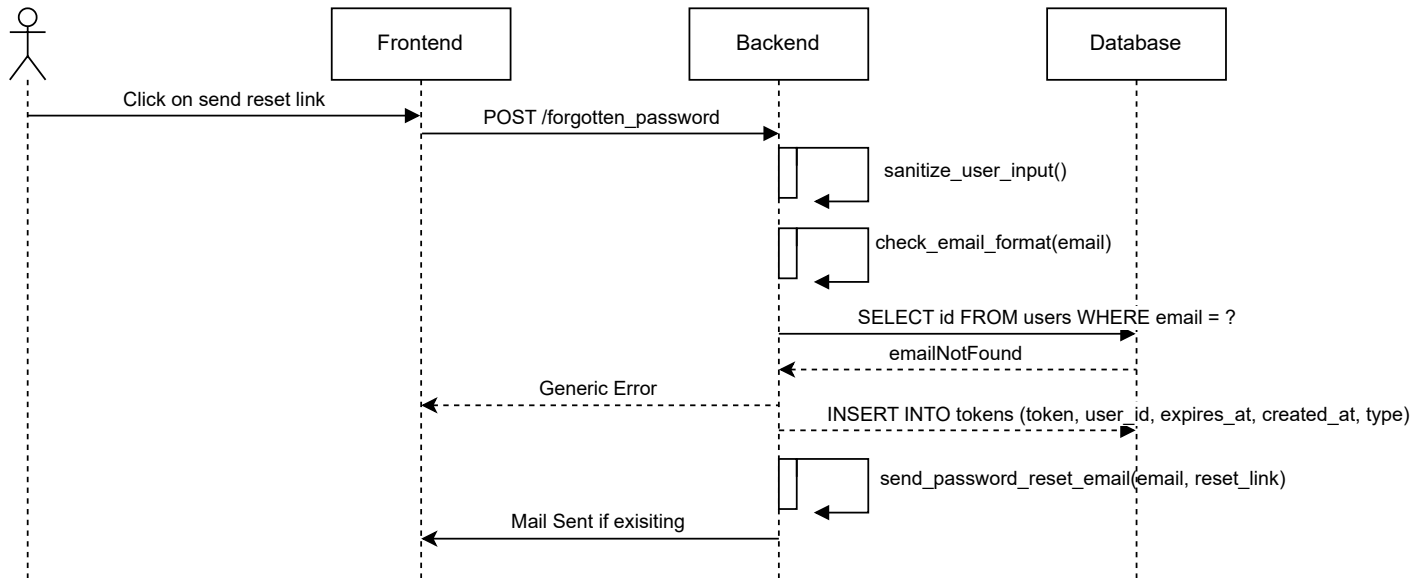 Frontend
Backend
Database
Click on send reset link
POST /forgotten_password
sanitize_user_input()
check_email_format(email)
SELECT id FROM users WHERE email = ?
emailNotFound
Generic Error
INSERT INTO tokens (token, user_id, expires_at, created_at, type)
send_password_reset_email(email, reset_link)
Mail Sent if exisiting